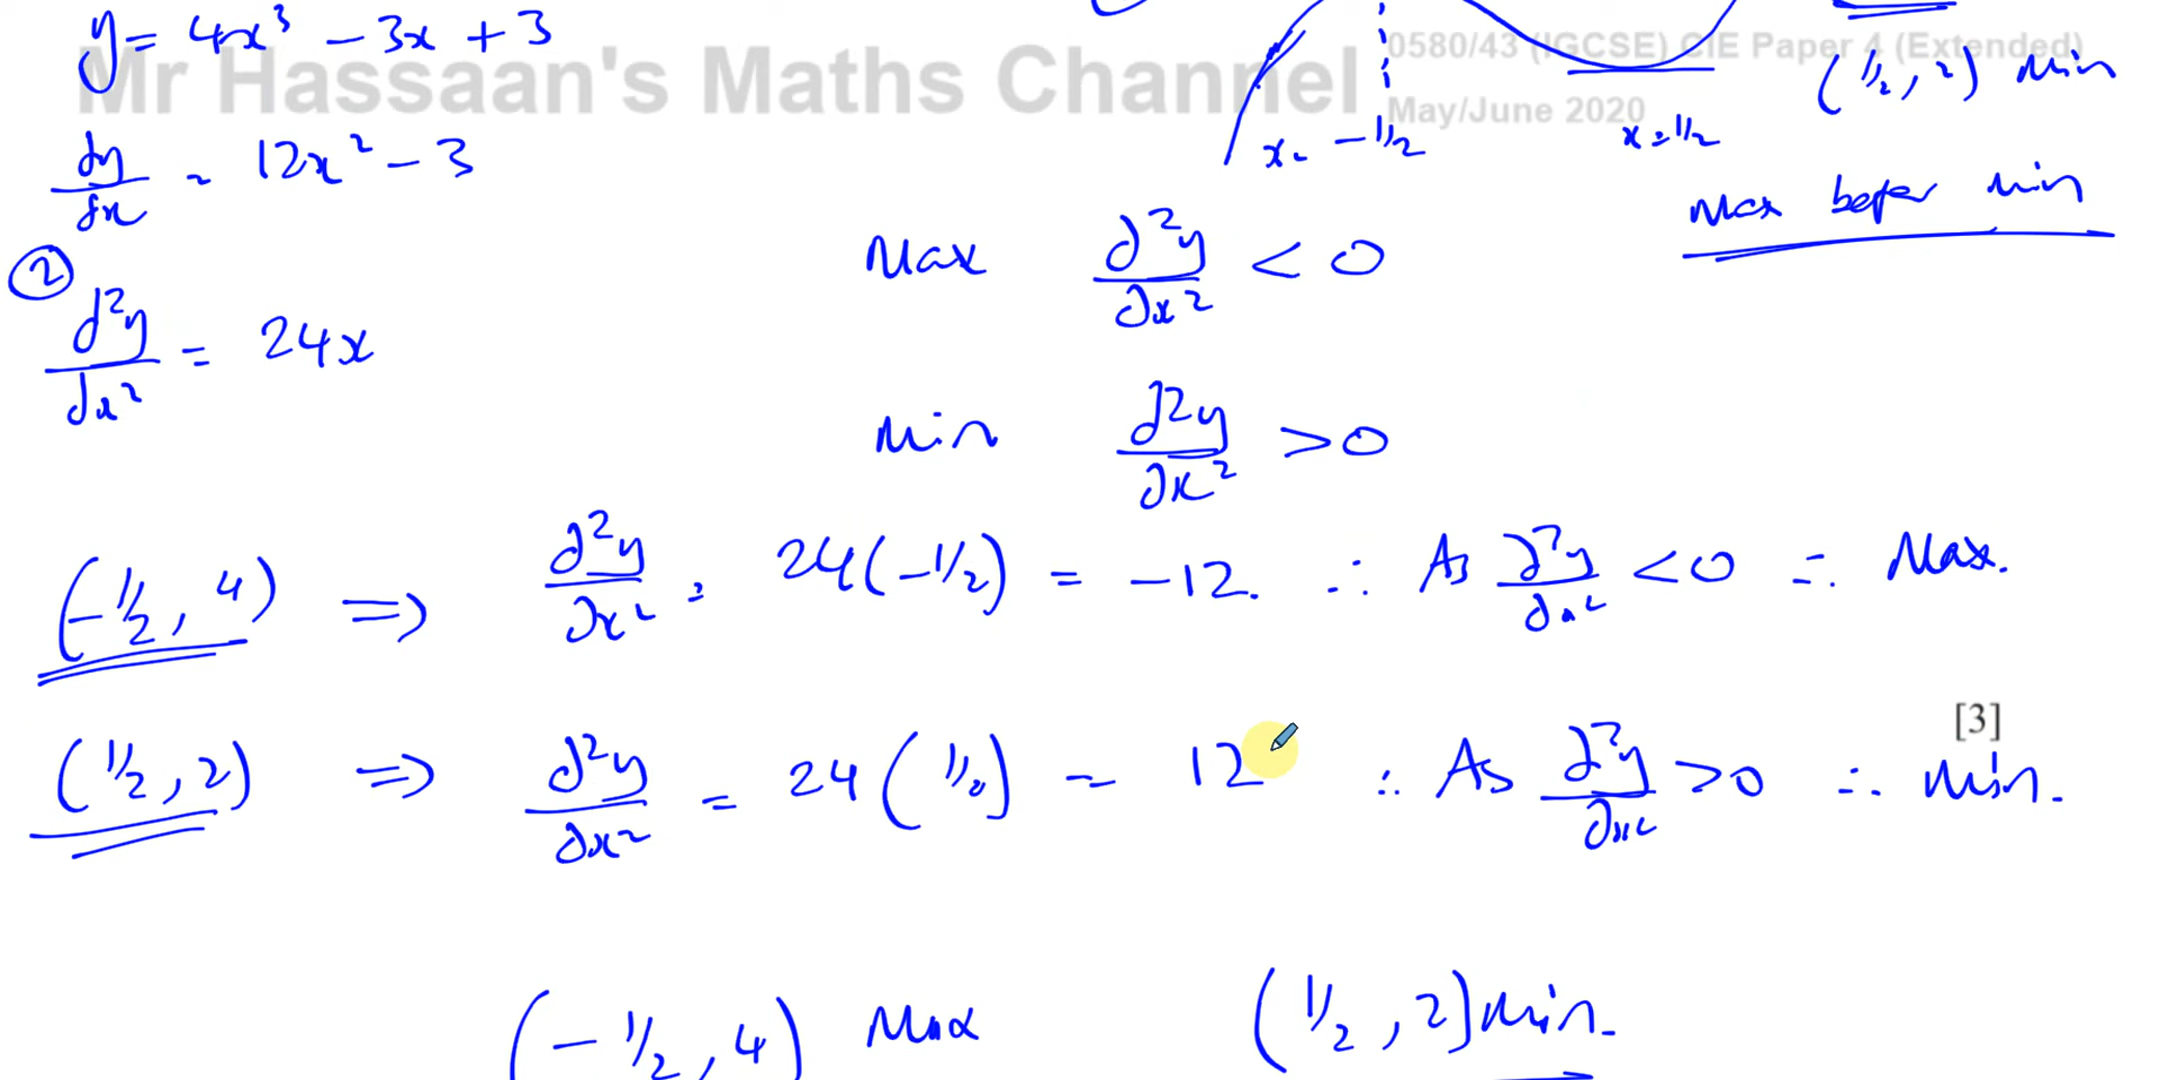 y = 4x³ − 3x + 3
Mr Hassaan's Maths Channel
0580/43 (IGCSE) CIE Paper 4 (Extended)
May/June 2020
(½, 2) Min
x = −½
x = ½
dy/dx = 12x² − 3
Max before min
②
d²y/dx² = 24x
Max d²y/dx² < 0
Min d²y/dx² > 0
(−½, 4) ⇒ d²y/dx² = 24(−½) = −12. ∴ As d²y/dx² < 0 ∴ Max.
[3]
(½, 2) ⇒ d²y/dx² = 24(½) = 12 ∴ As d²y/dx² > 0 ∴ Min.
(−½, 4) Max
(½, 2) Min.